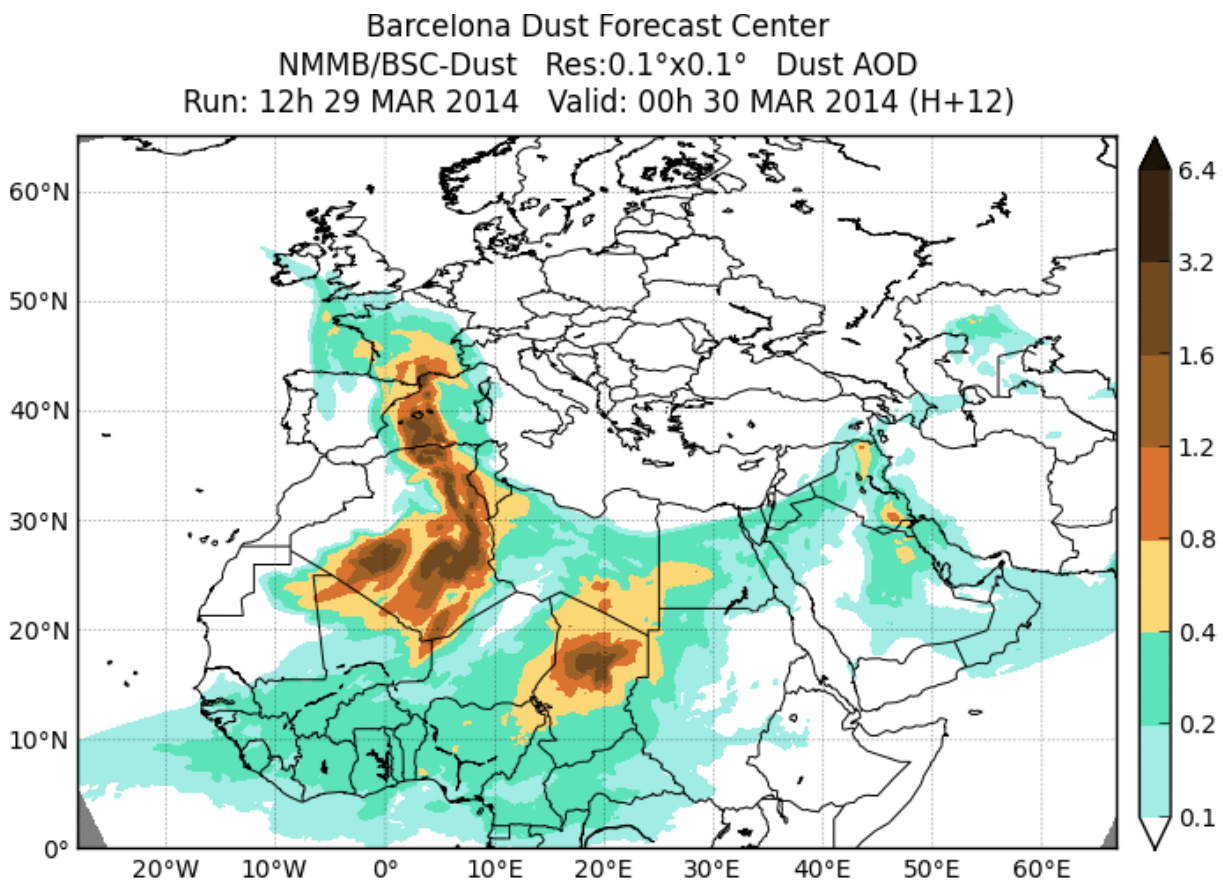 Barcelona Dust Forecast Center
NMMB/BSC-Dust Res:0.1°x0.1° Dust AOD
Run: 12h 29 MAR 2014 Valid: 00h 30 MAR 2014 (H+12)
60°N
50°N
40°N
30°N
20°N
10°N
0°
20°W
10°W
0°
10°E
20°E
30°E
40°E
50°E
60°E
6.4
3.2
1.6
1.2
0.8
0.4
0.2
0.1